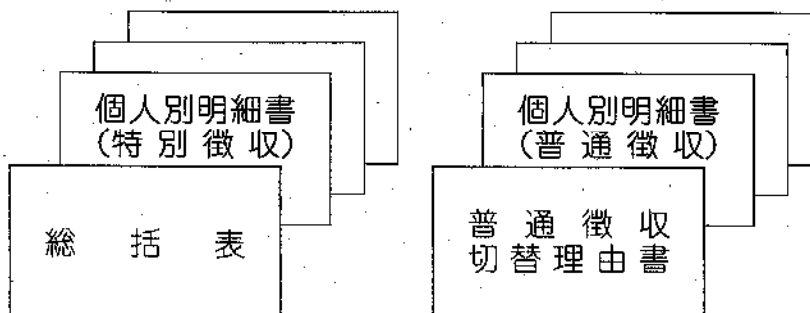 個人別明細書
(特別徴収)
総括表
個人別明細書
(普通徴収)
普通徴収
切替理由書